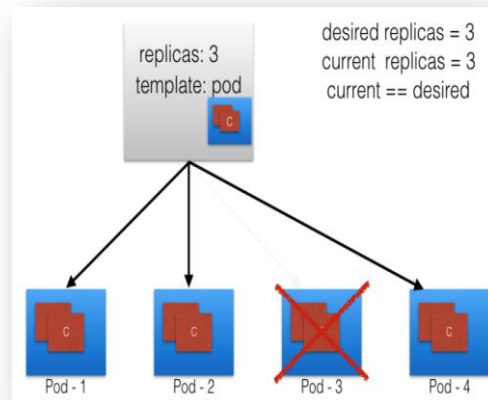 replicas: 3
template: pod
C
desired replicas = 3
current replicas = 3
current == desired
C
C
C
C
Pod - 1
Pod - 2
Pod - 3
Pod - 4